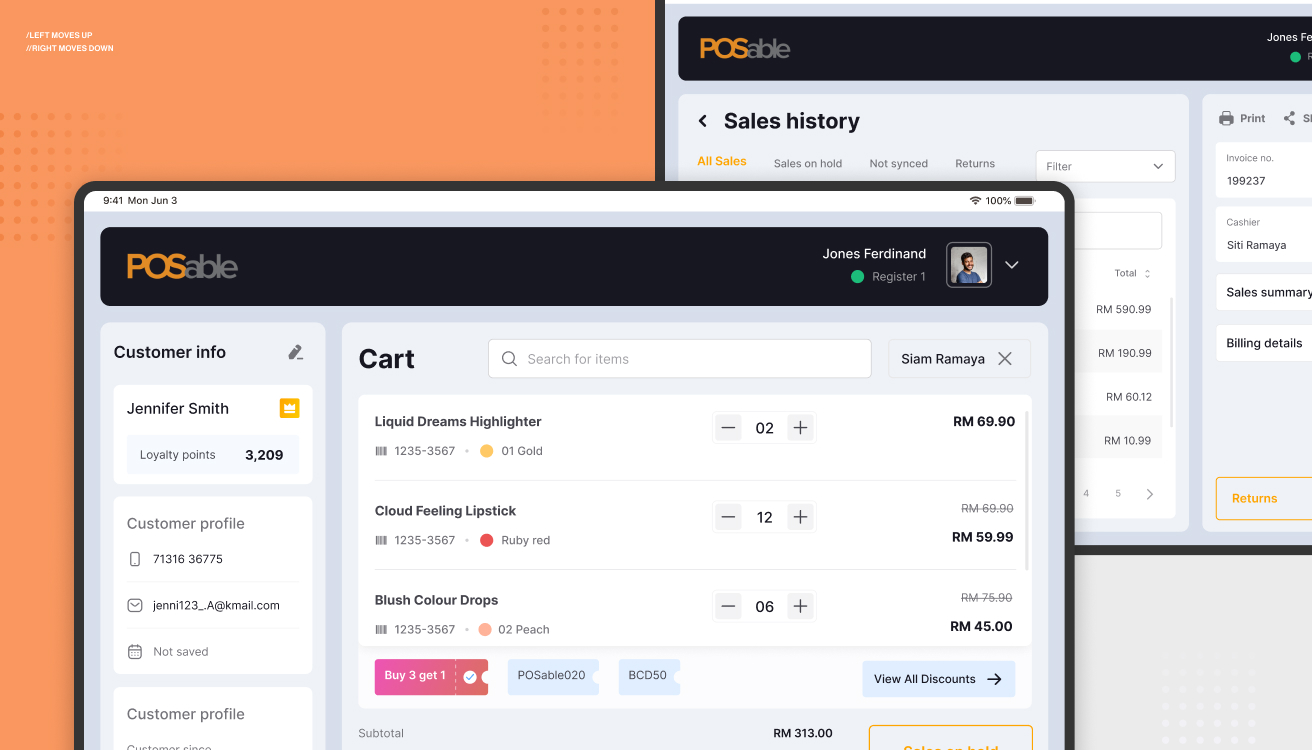 /LEFT MOVES UP
//RIGHT MOVES DOWN
POSable
Jones Fe
Sales history
All Sales
Sales on hold
Not synced
Returns
Filter
Print
Invoice no.
199237
Cashier
Siti Ramaya
Total
Sales summary
RM 590.99
Billing details
RM 190.99
RM 60.12
RM 10.99
4
5
Returns
9:41 Mon Jun 3
100%
POSable
Jones Ferdinand
Register 1
Customer info
Jennifer Smith
Loyalty points 3,209
Customer profile
71316 36775
jenni123_.A@kmail.com
Not saved
Customer profile
Customer since
Cart
Search for items
Siam Ramaya
Liquid Dreams Highlighter
02
RM 69.90
1235-3567 • 01 Gold
Cloud Feeling Lipstick
12
RM 69.90
RM 59.99
1235-3567 • Ruby red
Blush Colour Drops
06
RM 75.90
RM 45.00
1235-3567 • 02 Peach
Buy 3 get 1
POSable020
BCD50
View All Discounts
Subtotal
RM 313.00
Sales on hold